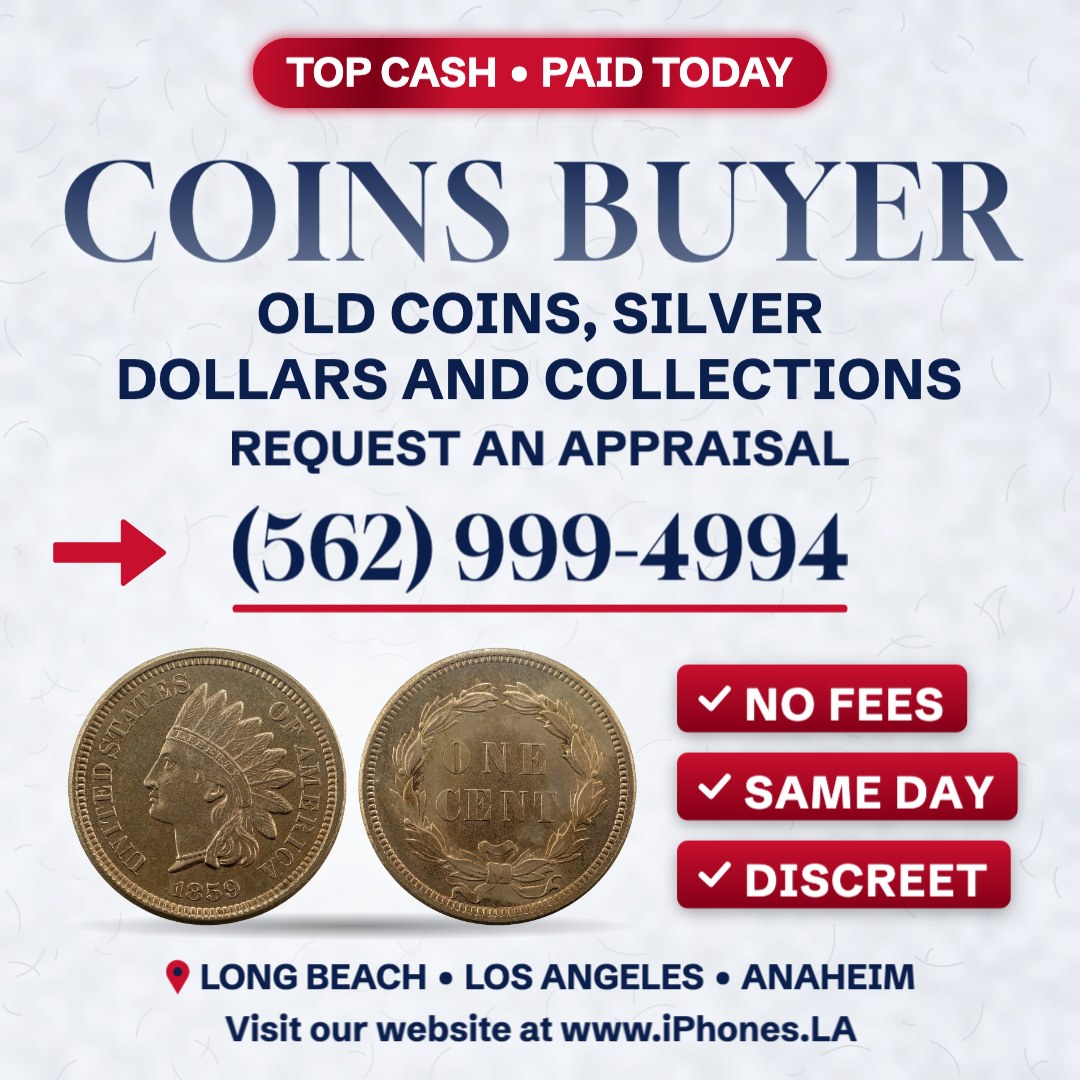 TOP CASH • PAID TODAY
COINS BUYER
OLD COINS, SILVER
DOLLARS AND COLLECTIONS
REQUEST AN APPRAISAL
(562) 999-4994
UNITED STATES OF AMERICA
1859
ONE
CENT
✓ NO FEES
✓ SAME DAY
✓ DISCREET
LONG BEACH • LOS ANGELES • ANAHEIM
Visit our website at www.iPhones.LA